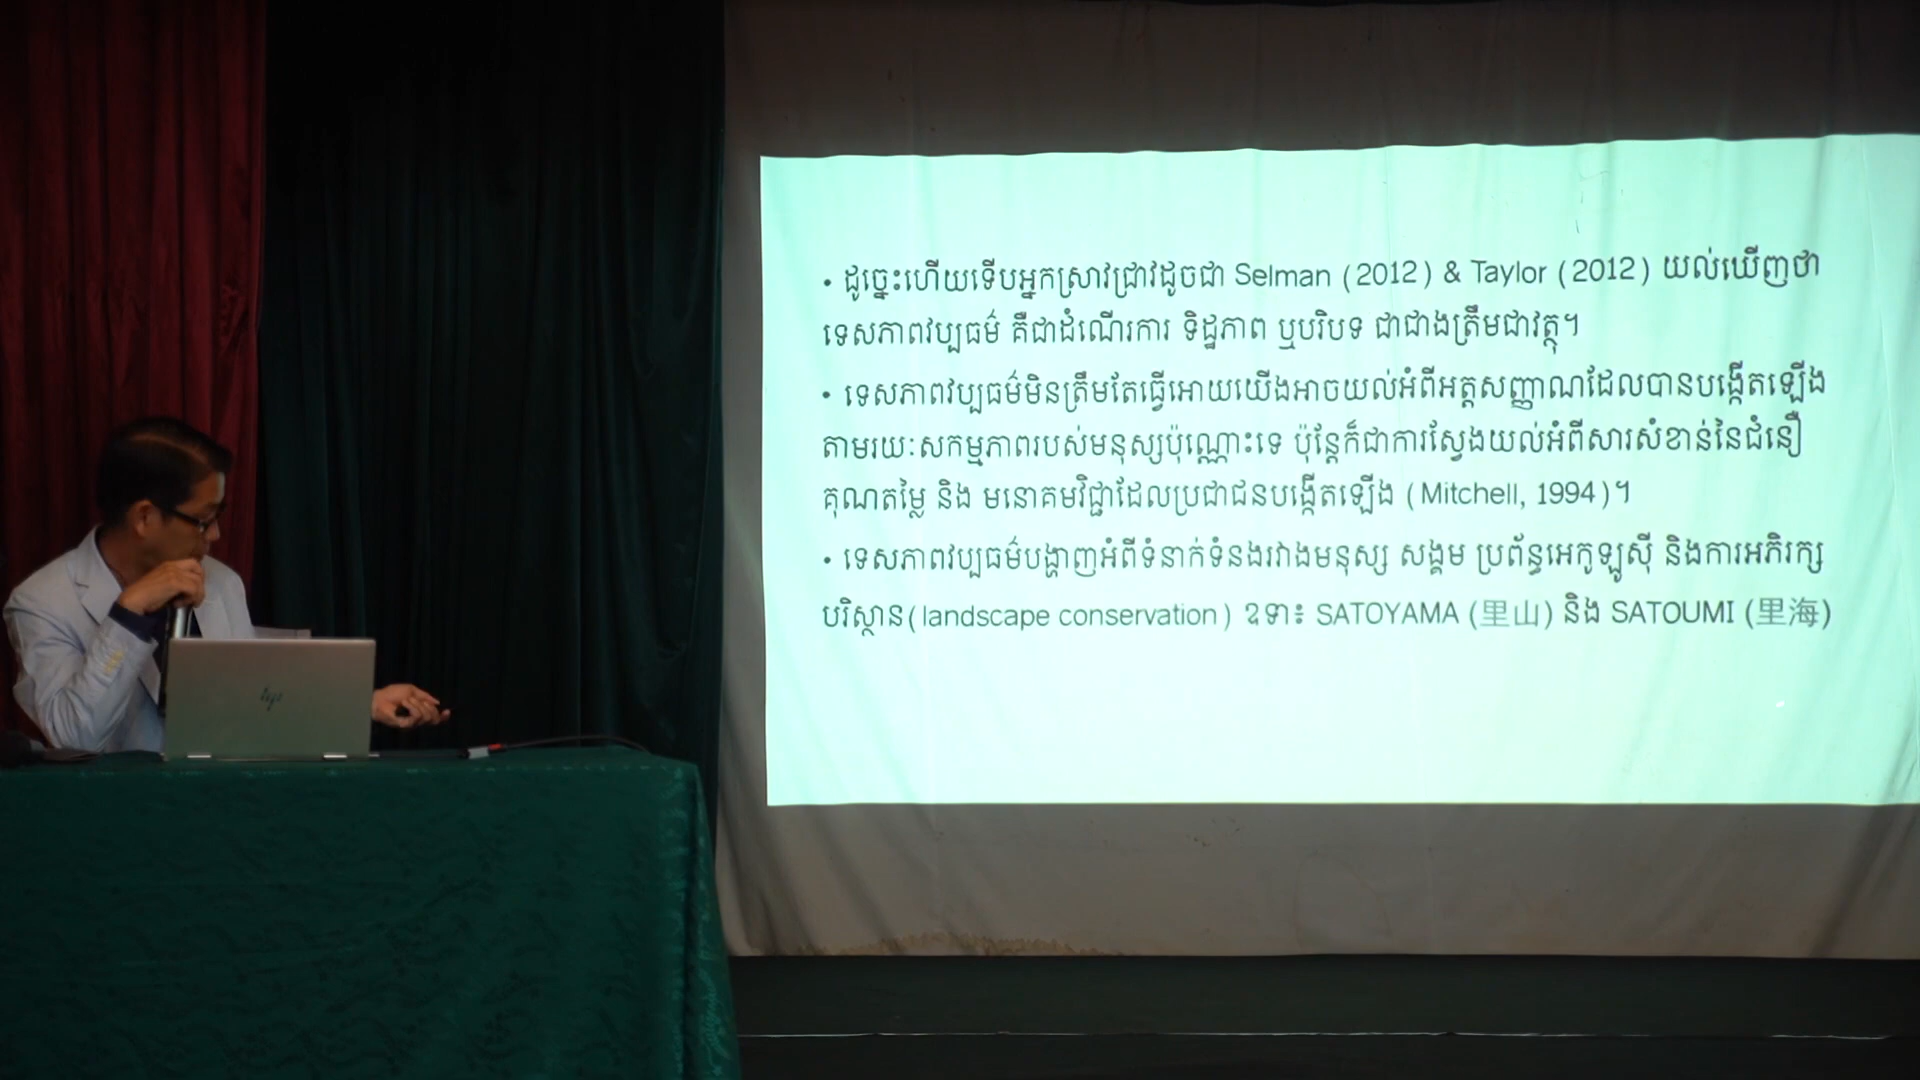 • ដូច្នេះហើយទើបអ្នកស្រាវជ្រាវដូចជា Selman (2012) & Taylor (2012) យល់ឃើញថា
ទេសភាពវប្បធម៌ គឺជាដំណើរការ ទិដ្ឋភាព ឬបរិបទ ជាជាងត្រឹមជាវត្ថុ។
• ទេសភាពវប្បធម៌មិនត្រឹមតែធ្វើអោយយើងអាចយល់អំពីអត្តសញ្ញាណដែលបានបង្កើតឡើង
តាមរយៈសកម្មភាពរបស់មនុស្សប៉ុណ្ណោះទេ ប៉ុន្តែក៏ជាការស្វែងយល់អំពីសារសំខាន់នៃជំនឿ
គុណតម្លៃ និង មនោគមវិជ្ជាដែលប្រជាជនបង្កើតឡើង (Mitchell, 1994)។
• ទេសភាពវប្បធម៌បង្ហាញអំពីទំនាក់ទំនងរវាងមនុស្ស សង្គម ប្រព័ន្ធអេកូឡូស៊ី និងការអភិរក្ស
បរិស្ថាន(landscape conservation) ឧទា៖ SATOYAMA (里山) និង SATOUMI (里海)
hp